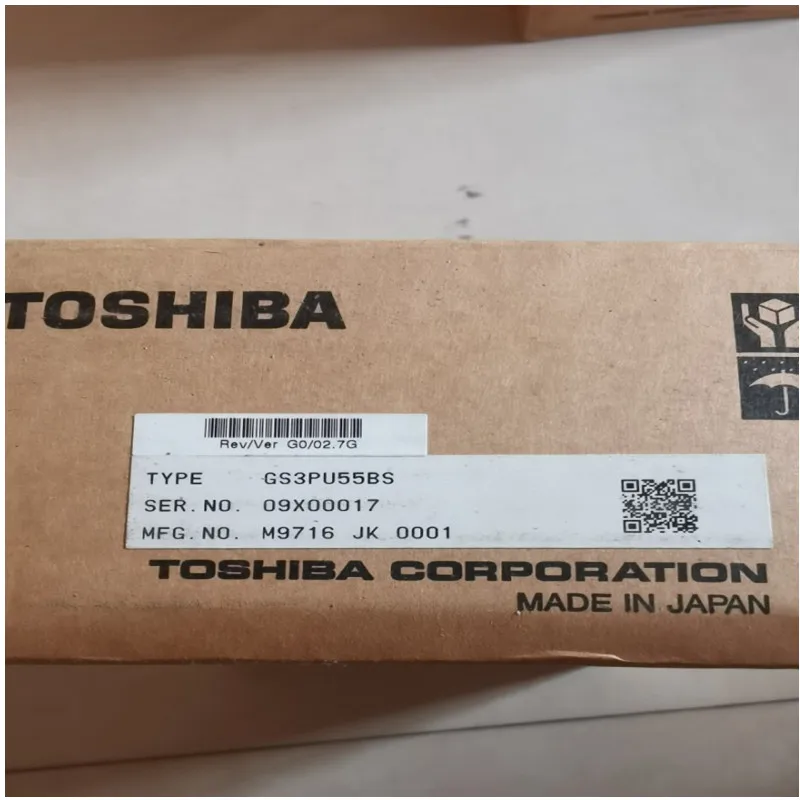 TOSHIBA
Rev/Ver G0/02.7G
TYPE GS3PU55BS
SER.NO. 09X00017
MFG.NO. M9716 JK 0001
TOSHIBA CORPORATION
MADE IN JAPAN